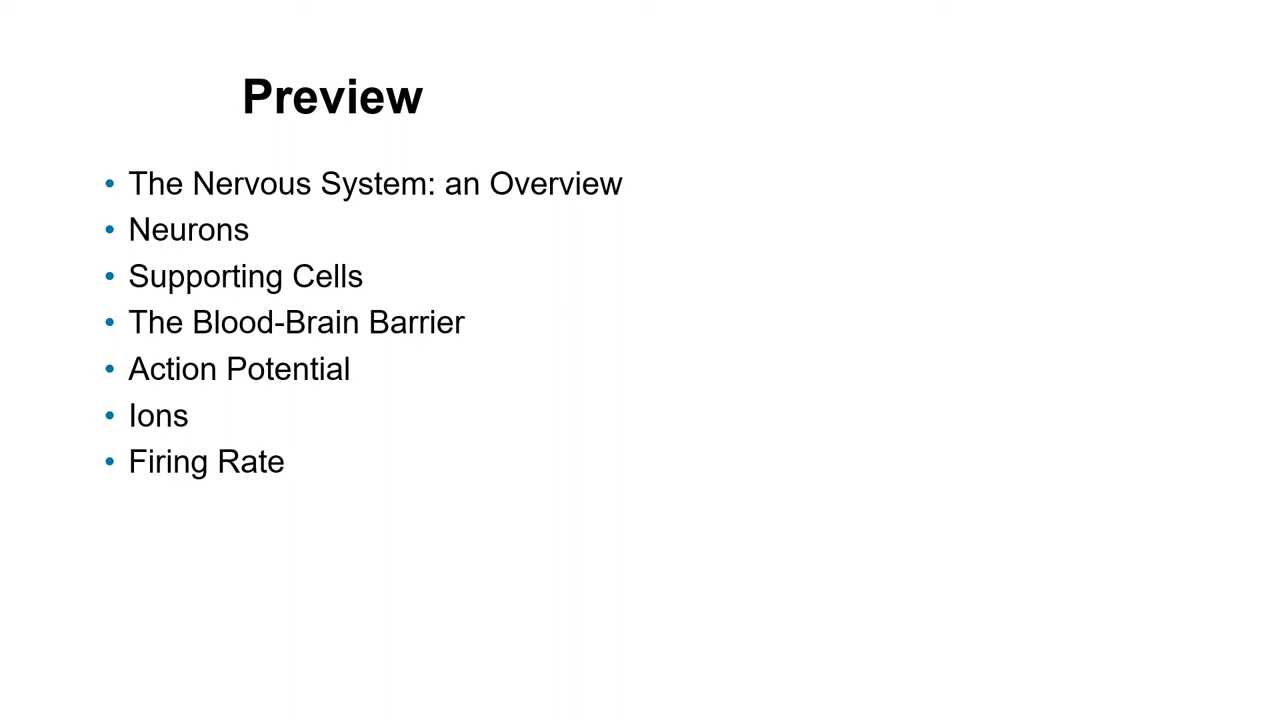 Preview
• The Nervous System: an Overview
• Neurons
• Supporting Cells
• The Blood-Brain Barrier
• Action Potential
• Ions
• Firing Rate